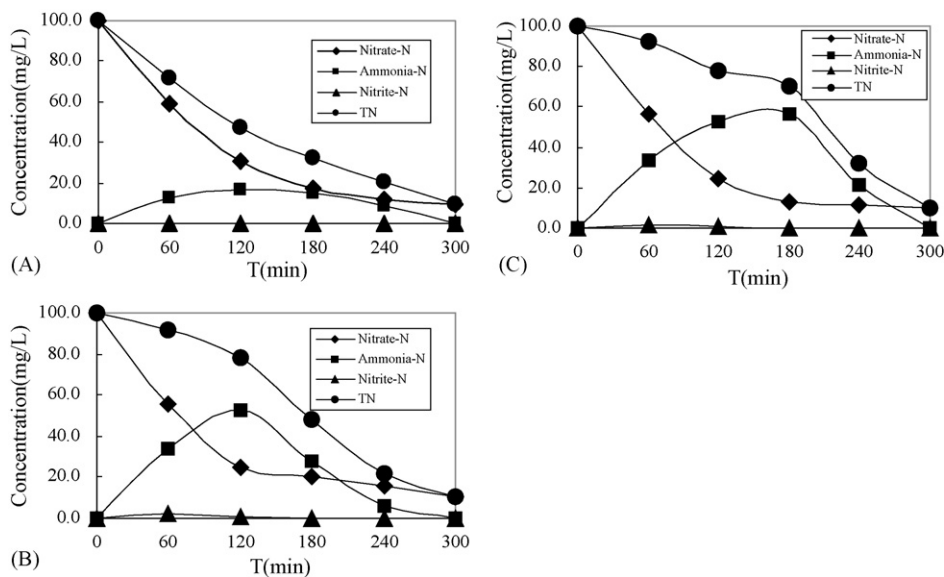 Concentration(mg/L)
100.0
80.0
60.0
40.0
20.0
0.0
Nitrate-N
Ammonia-N
Nitrite-N
TN
0 60 120 180 240 300
T(min)
(A)
Concentration(mg/L)
100.0
80.0
60.0
40.0
20.0
0.0
Nitrate-N
Ammonia-N
Nitrite-N
TN
0 60 120 180 240 300
T(min)
(C)
Concentration(mg/L)
100.0
80.0
60.0
40.0
20.0
0.0
Nitrate-N
Ammonia-N
Nitrite-N
TN
0 60 120 180 240 300
T(min)
(B)